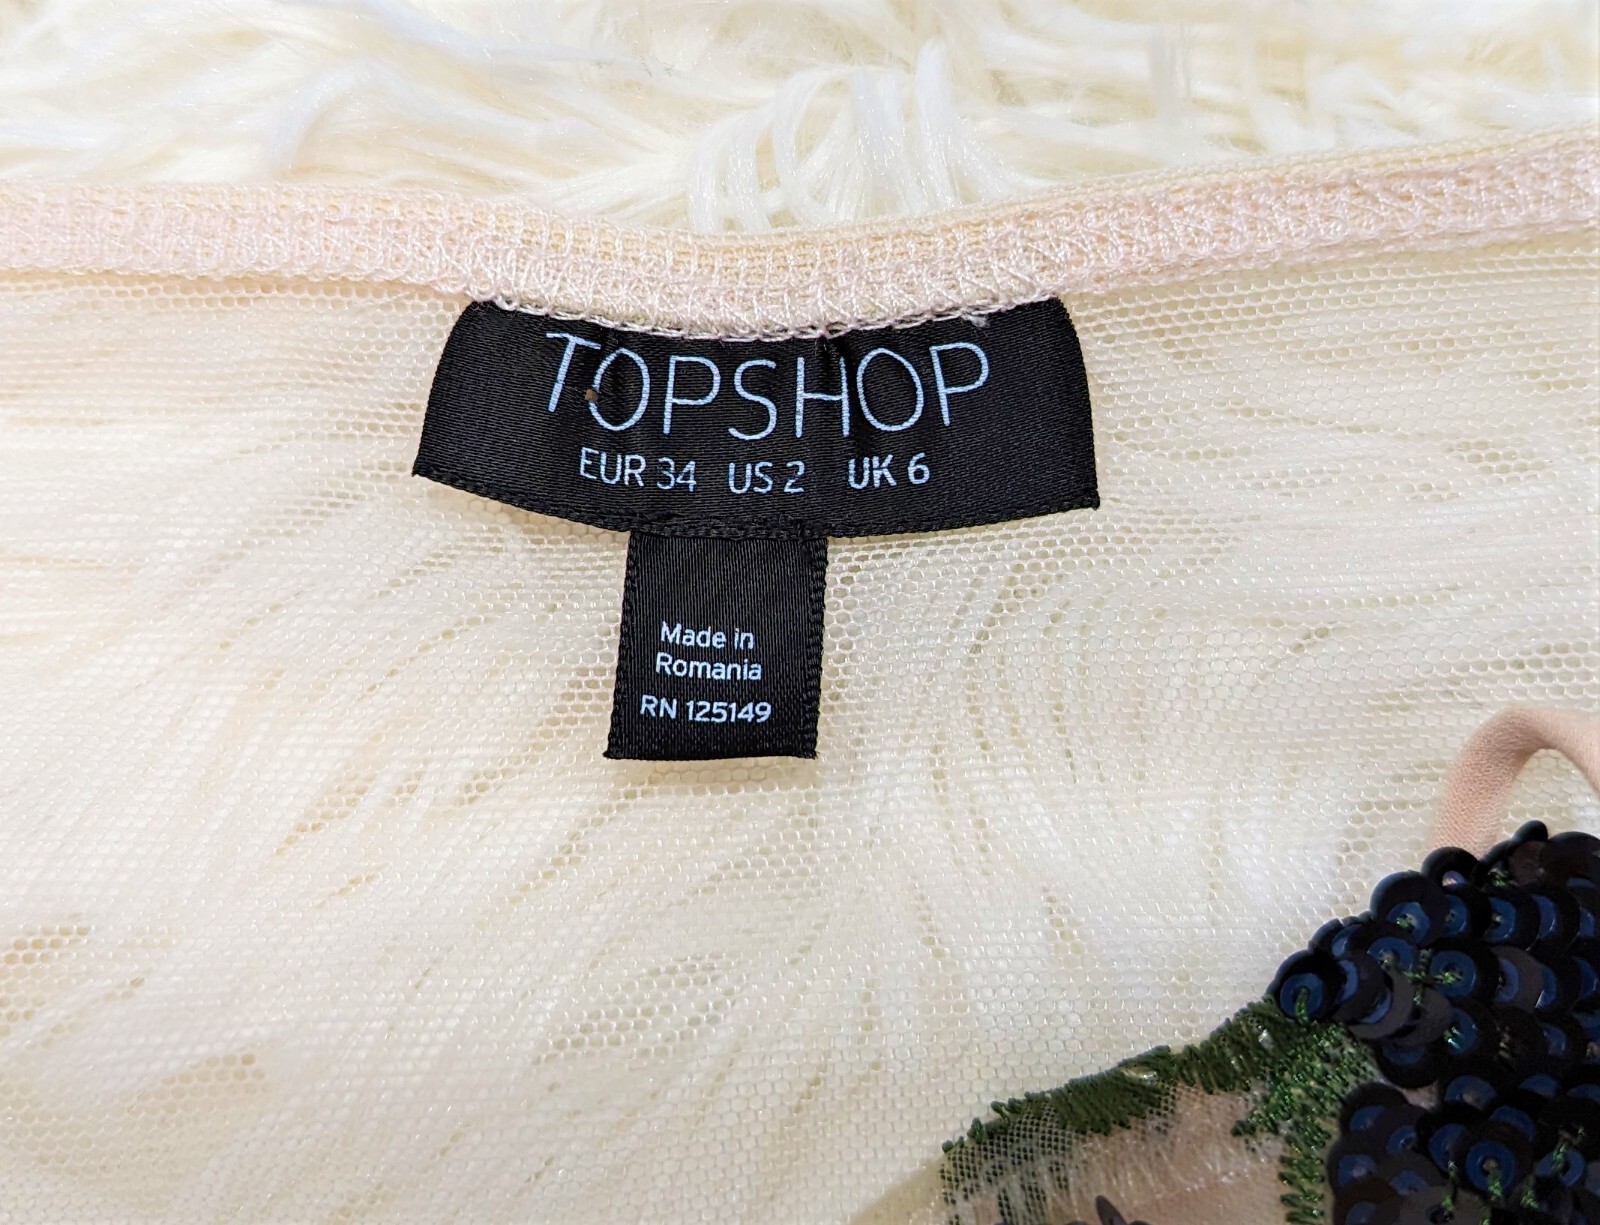 TOPSHOP
EUR 34 US 2 UK 6
Made in
Romania
RN 125149